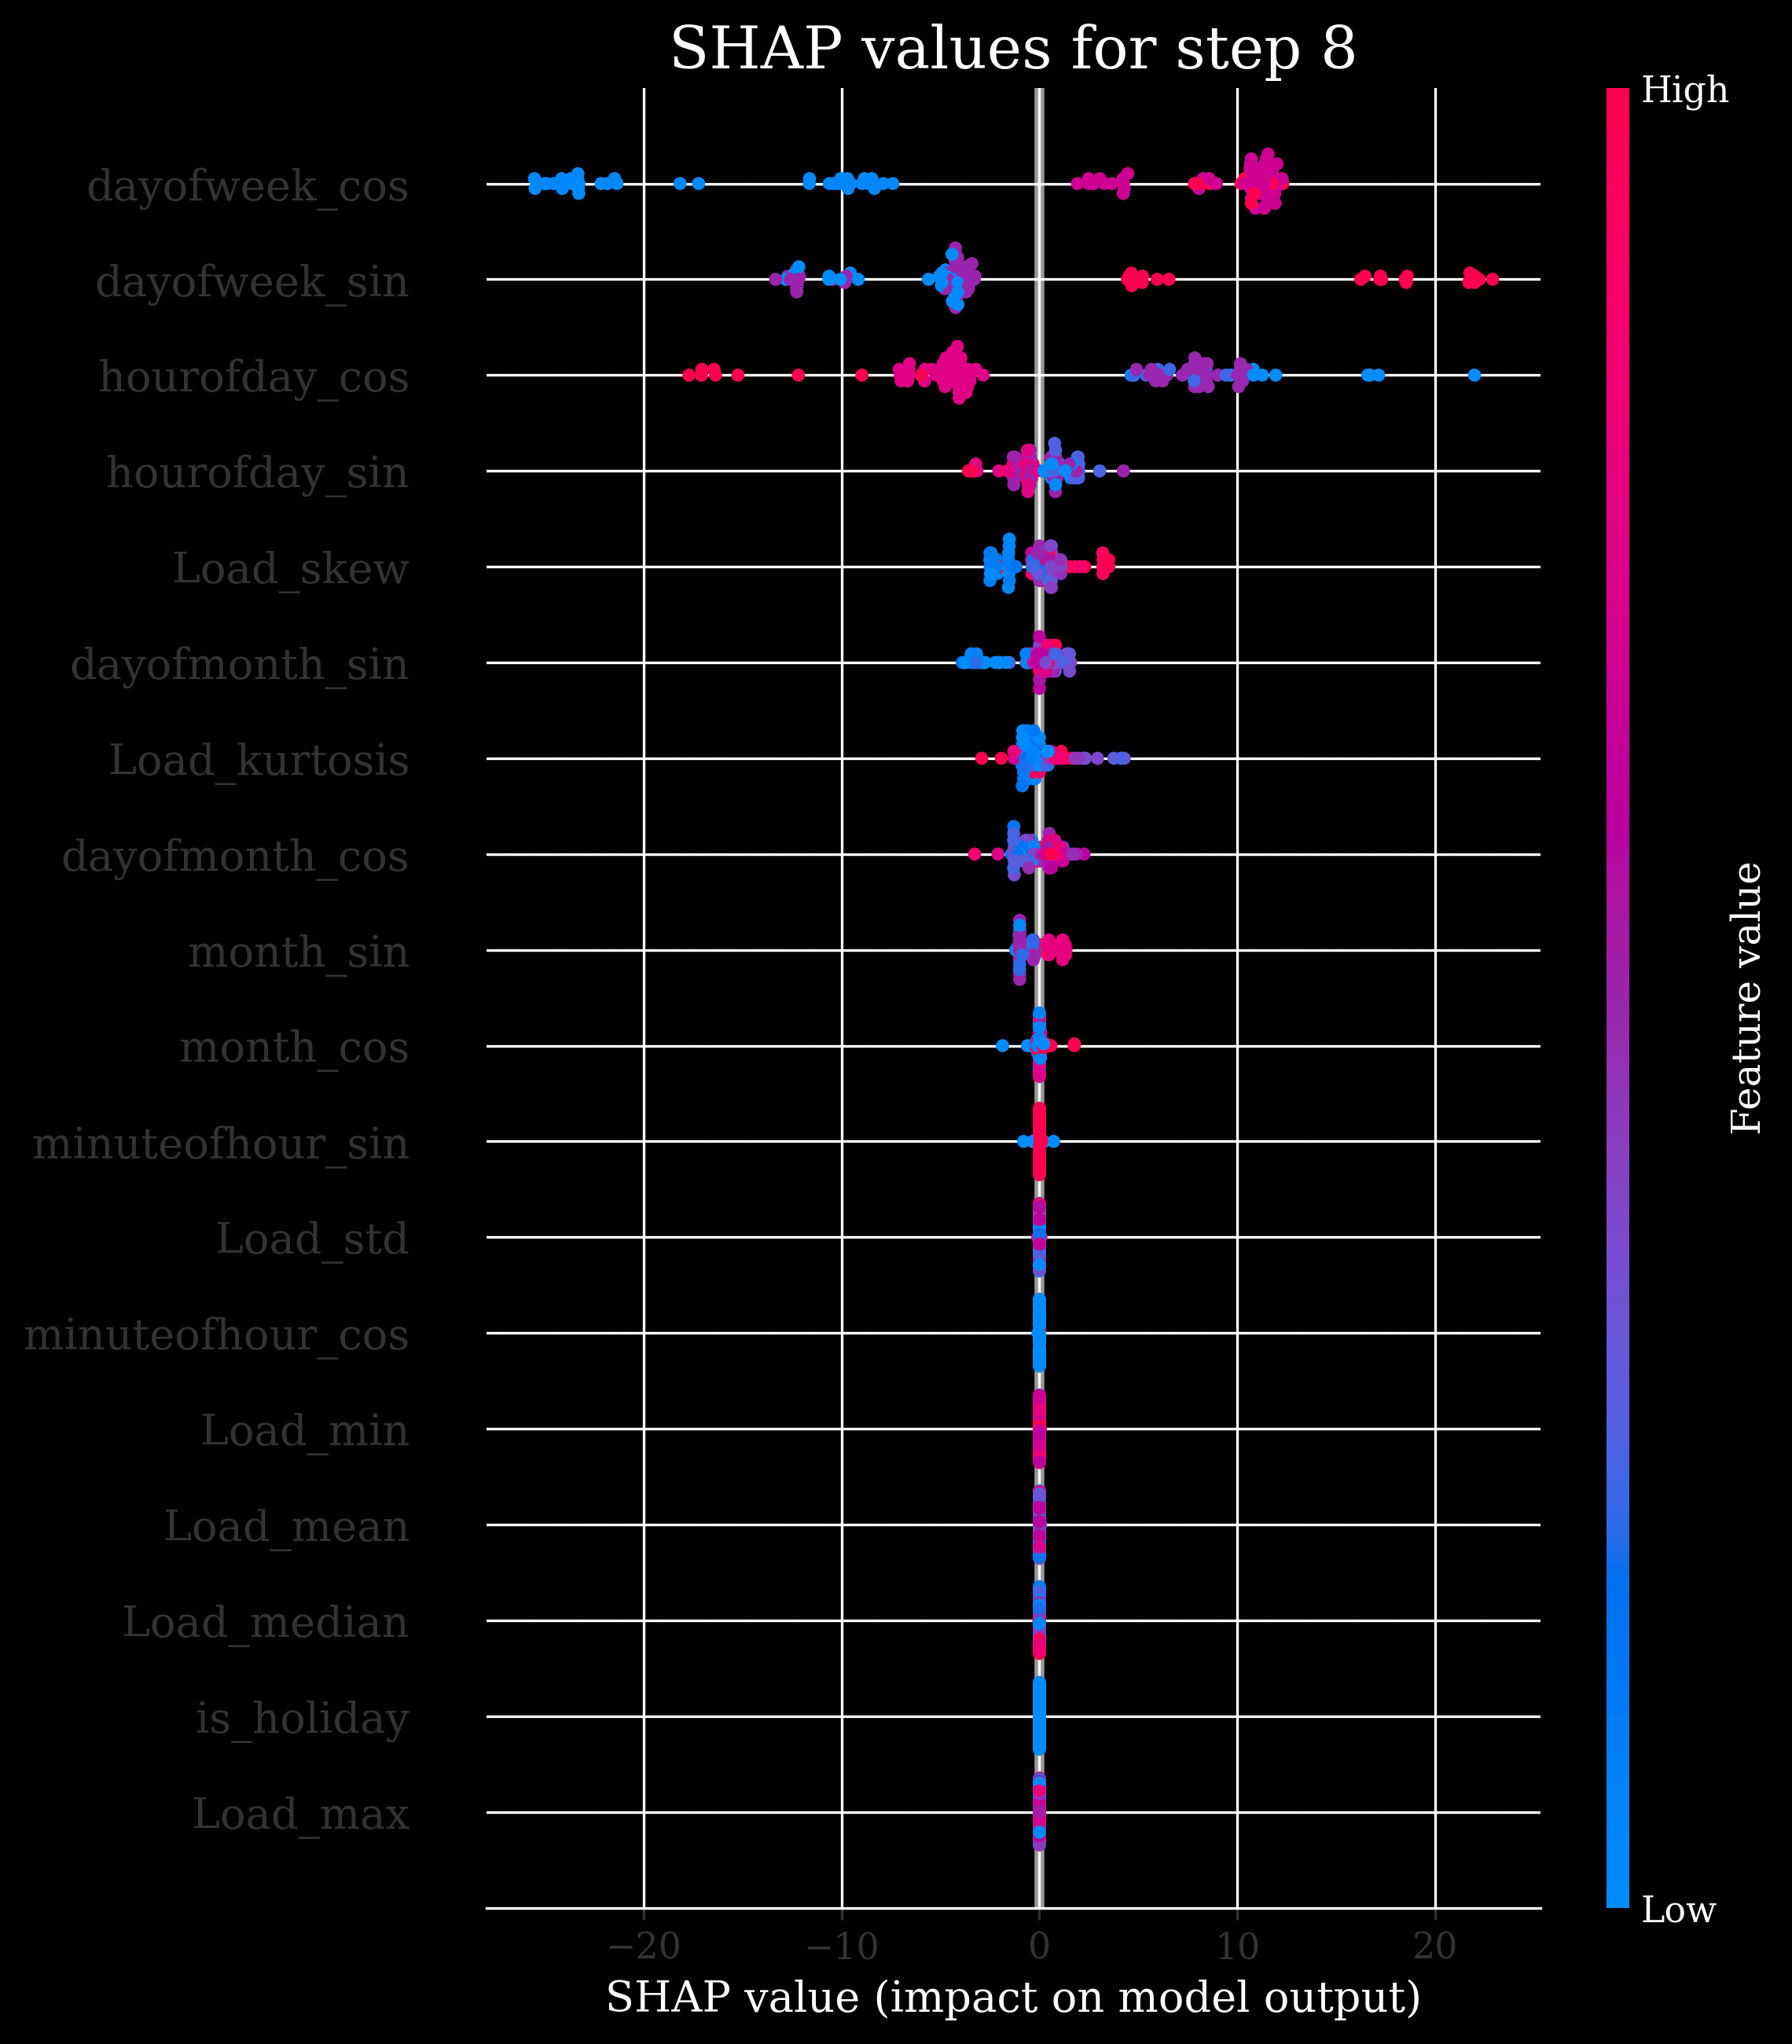 SHAP values for step 8
High
dayofweek_cos
dayofweek_sin
hourofday_cos
hourofday_sin
Load_skew
dayofmonth_sin
Load_kurtosis
dayofmonth_cos
month_sin
month_cos
minuteofhour_sin
Load_std
minuteofhour_cos
Load_min
Load_mean
Load_median
is_holiday
Load_max
Feature value
Low
−20 −10 0 10 20
SHAP value (impact on model output)